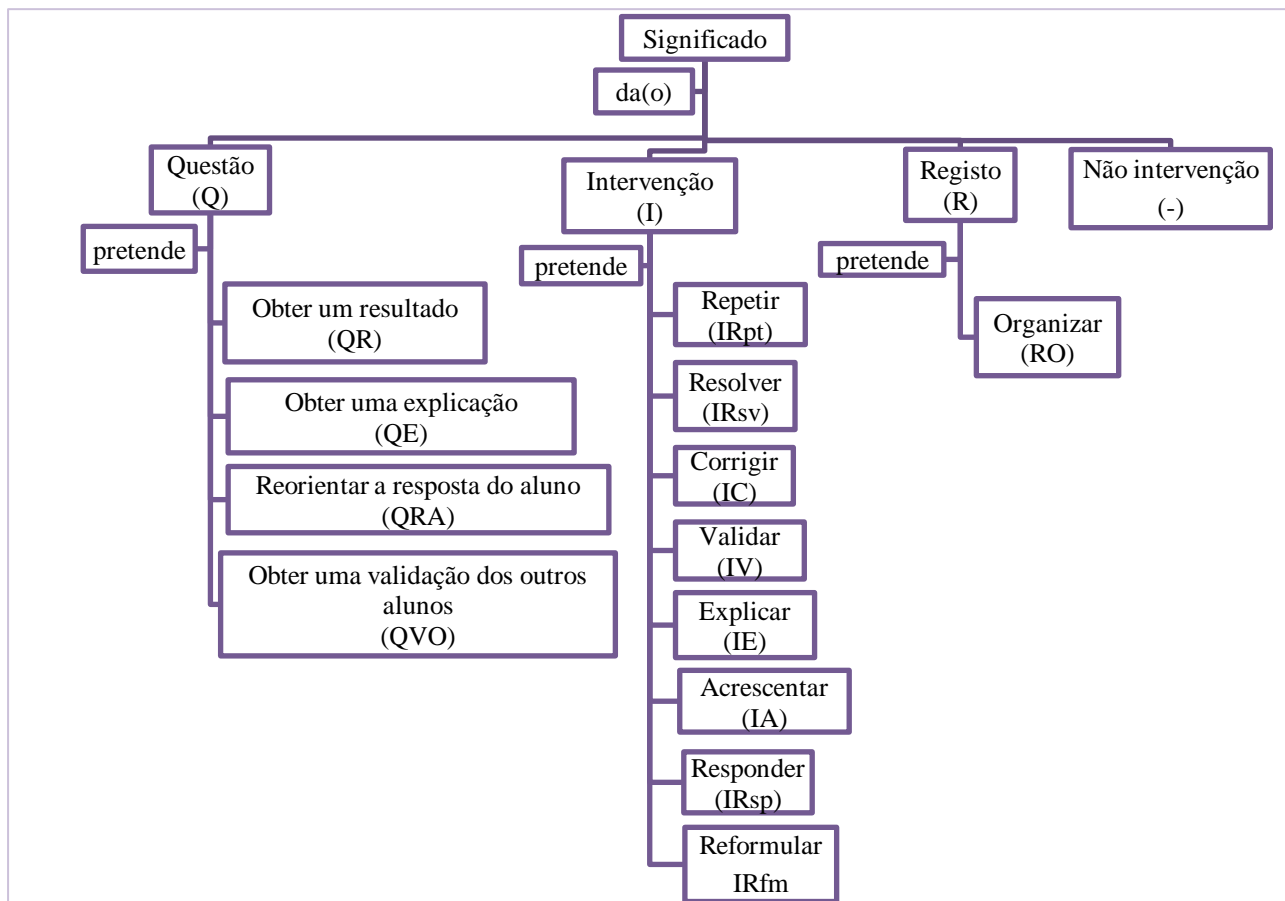 Significado
da(o)
Questão
(Q)
pretende
Obter um resultado
(QR)
Obter uma explicação
(QE)
Reorientar a resposta do aluno
(QRA)
Obter uma validação dos outros
alunos
(QVO)
Intervenção
(I)
pretende
Repetir
(IRpt)
Resolver
(IRsv)
Corrigir
(IC)
Validar
(IV)
Explicar
(IE)
Acrescentar
(IA)
Responder
(IRsp)
Reformular
IRfm
Registo
(R)
pretende
Organizar
(RO)
Não intervenção
(-)